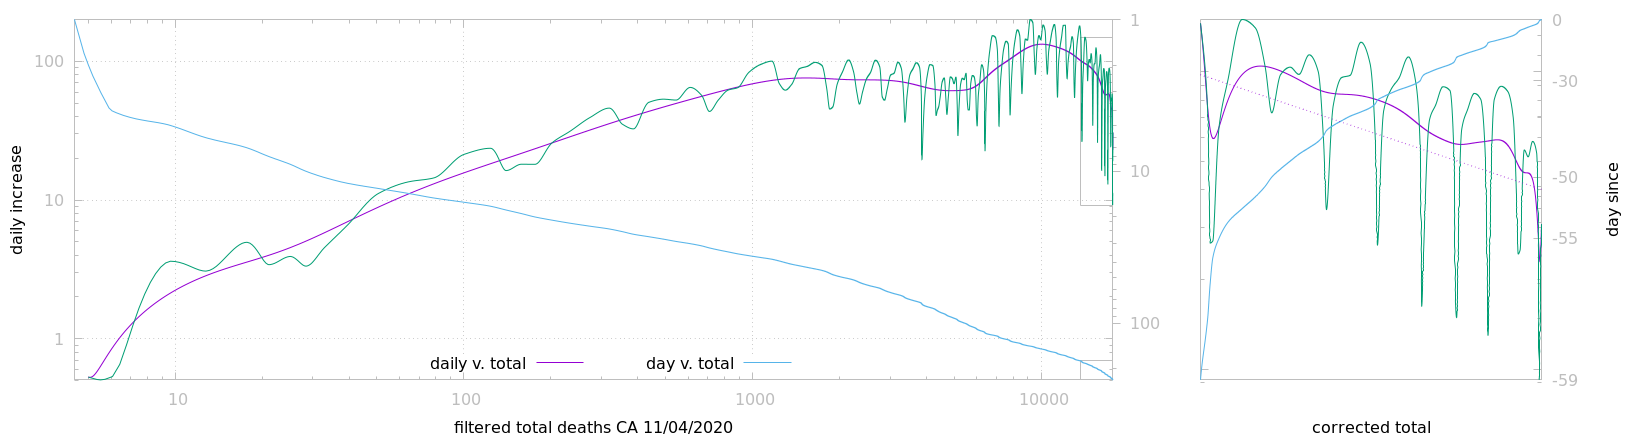 daily increase
100
10
1
10
100
1000
10000
filtered total deaths CA 11/04/2020
daily v. total
day v. total
1
10
100
0
-30
-50
-55
-59
day since
corrected total